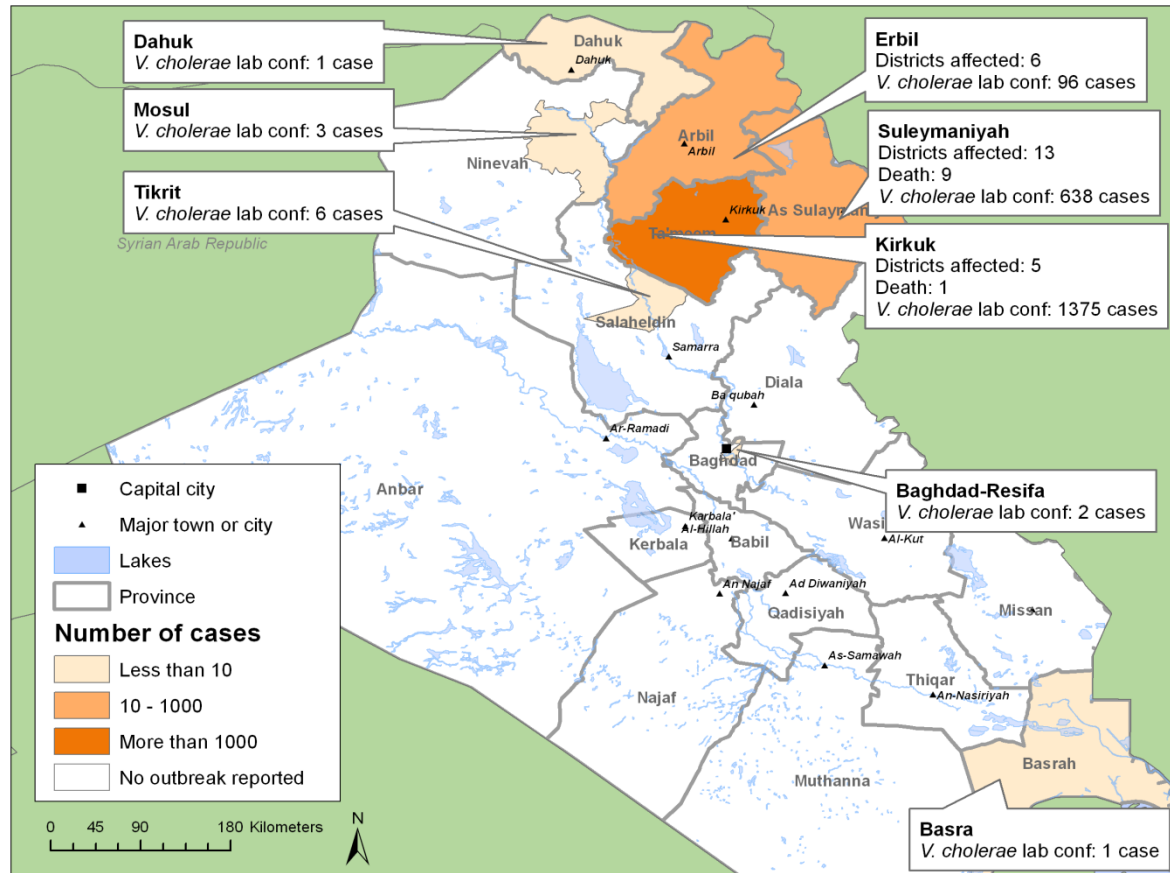 Dahuk
V. cholerae lab conf: 1 case
Mosul
V. cholerae lab conf: 3 cases
Tikrit
V. cholerae lab conf: 6 cases
Erbil
Districts affected: 6
V. cholerae lab conf: 96 cases
Suleymaniyah
Districts affected: 13
Death: 9
V. cholerae lab conf: 638 cases
Kirkuk
Districts affected: 5
Death: 1
V. cholerae lab conf: 1375 cases
Baghdad-Resifa
V. cholerae lab conf: 2 cases
Basra
V. cholerae lab conf: 1 case
Dahuk
Dahuk
Ninevah
Arbil
Arbil
Kirkuk
As Sulaymaniy
Ta'meem
Syrian Arab Republic
Salaheldin
Samarra
Diala
Ba qubah
Ar-Ramadi
Baghdad
Anbar
Karbala'
Al-Hillah
Kerbala
Babil
Wasi
Al-Kut
An Najaf
Ad Diwaniyah
Qadisiyah
Missan
As-Samawah
Najaf
Thiqar
An-Nasiriyah
Muthanna
Basrah
Capital city
Major town or city
Lakes
Province
Number of cases
Less than 10
10 - 1000
More than 1000
No outbreak reported
0 45 90 180 Kilometers
N